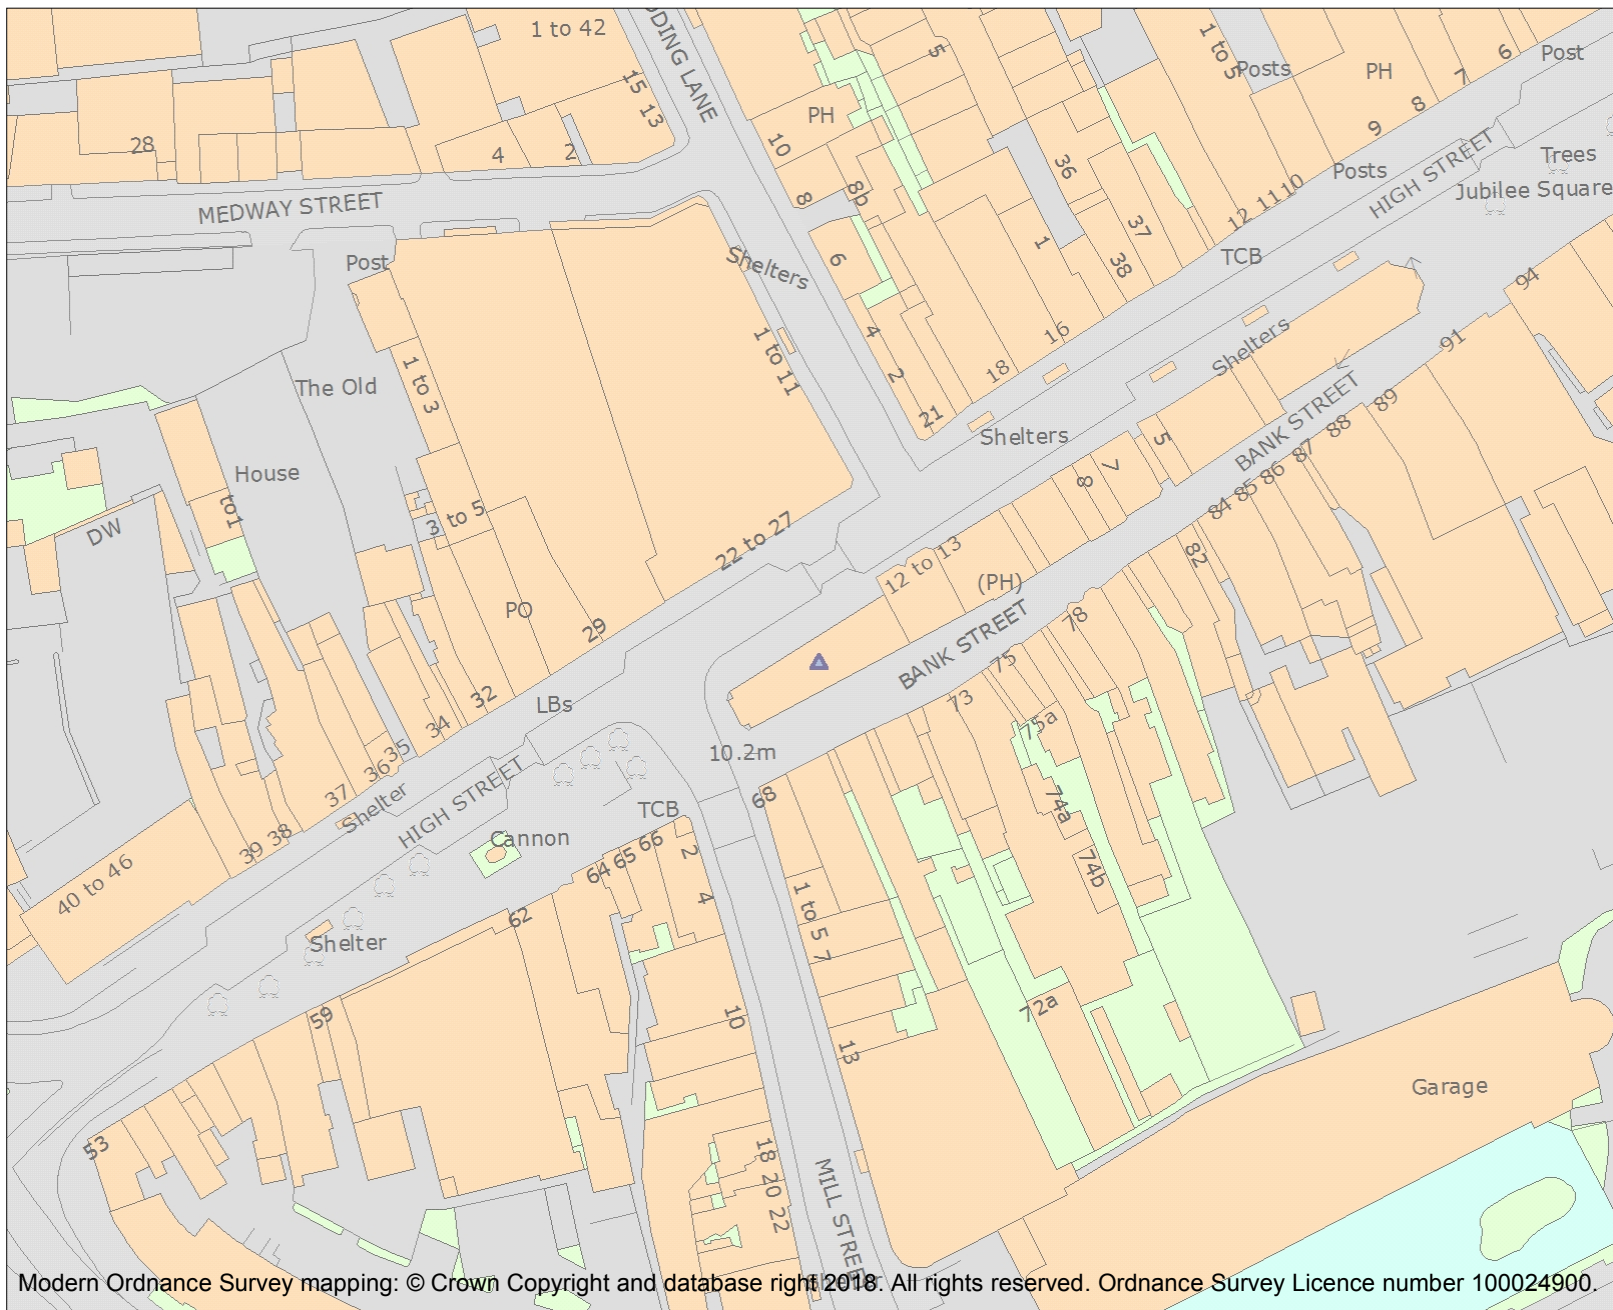 1 to 42
DDING LANE
15
13
28
4
2
MEDWAY STREET
Post
PH
10
8
8b
6
5
1 to 5
Posts
PH
6
7
8
9
Post
36
Posts
10
11
12
HIGH STREET
Trees
Jubilee Square
37
38
1
TCB
Shelters
1 to 11
4
2
21
18
16
Shelters
94
91
BANK STREET
89
88
87
86
85
84
82
The Old
House
1 to 3
to1
DW
3 to 5
PO
29
22 to 27
Shelters
5
7
8
12 to 13
(PH)
BANK STREET
78
75
75a
73
74a
74b
72a
32
34
35
36
37
38
39
40 to 46
LBs
Shelter
HIGH STREET
Cannon
TCB
10.2m
68
64 65 66
62
2
4
1 to 5
7
10
13
Shelter
59
53
18
20
22
MILL STREET
Garage
Shelter
Modern Ordnance Survey mapping: © Crown Copyright and database right 2018. All rights reserved. Ordnance Survey Licence number 100024900.